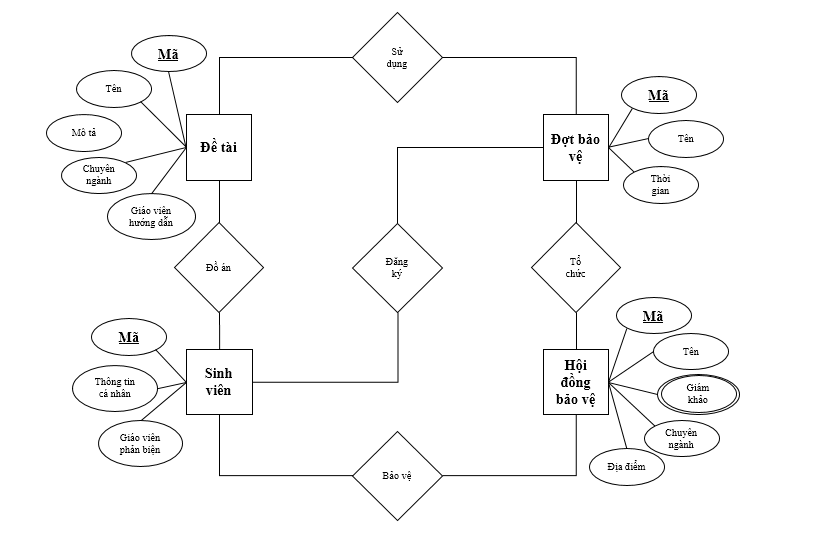 Sử
dụng
Mã
Tên
Mô tả
Chuyên
ngành
Giáo viên
hướng dẫn
Đề tài
Đợt bảo
vệ
Mã
Tên
Thời
gian
Đồ án
Đăng
ký
Tổ
chức
Mã
Thông tin
cá nhân
Giáo viên
phản biện
Sinh
viên
Hội
đồng
bảo vệ
Mã
Tên
Giám
khảo
Chuyên
ngành
Địa điểm
Bảo vệ